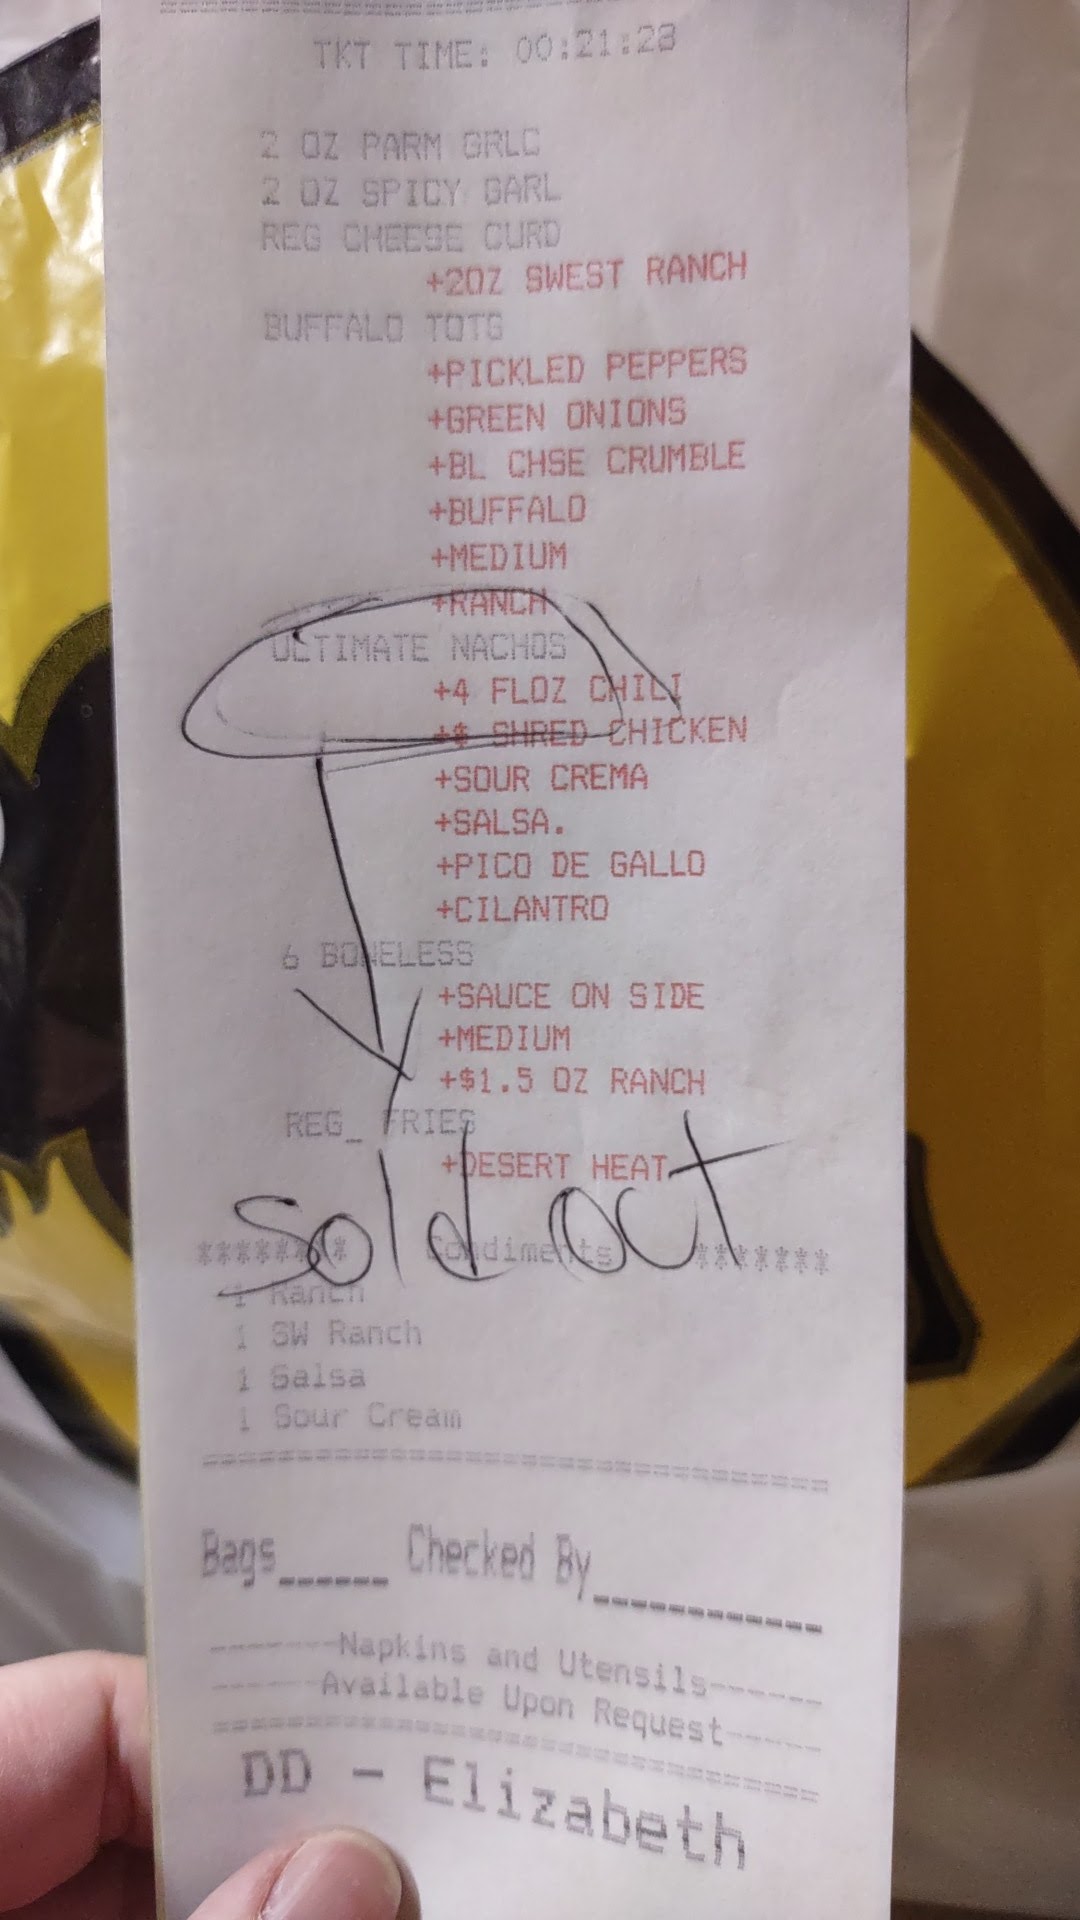 TKT TIME: 00:21:28
2 OZ PARM GRLC
2 OZ SPICY GARL
REG CHEESE CURD
+2OZ SWEST RANCH
BUFFALO TOTS
+PICKLED PEPPERS
+GREEN ONIONS
+BL CHSE CRUMBLE
+BUFFALO
+MEDIUM
+RANCH
ULTIMATE NACHOS
+4 FLOZ CHILI
+$ SHRED CHICKEN
+SOUR CREMA
+SALSA.
+PICO DE GALLO
+CILANTRO
6 BONELESS
+SAUCE ON SIDE
+MEDIUM
+$1.5 OZ RANCH
REG_ FRIES
+DESERT HEAT
Sold out
******* Condiments *******
1 Ranch
1 SW Ranch
1 Salsa
1 Sour Cream
Bags______ Checked By____________
-------Napkins and Utensils------
------Available Upon Request-----
DD - Elizabeth